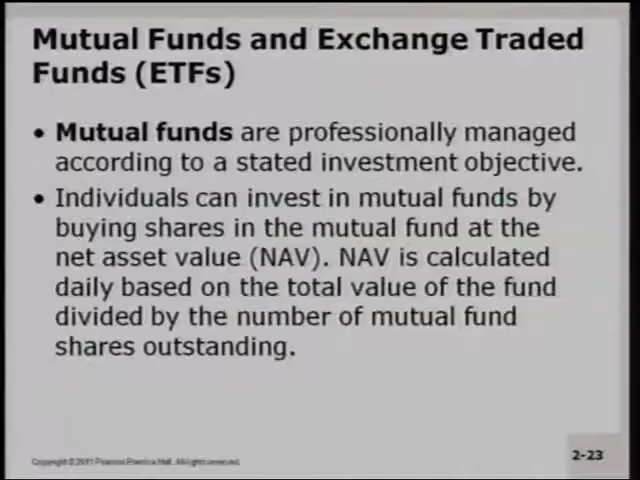 Mutual Funds and Exchange Traded
Funds (ETFs)
• Mutual funds are professionally managed
according to a stated investment objective.
• Individuals can invest in mutual funds by
buying shares in the mutual fund at the
net asset value (NAV). NAV is calculated
daily based on the total value of the fund
divided by the number of mutual fund
shares outstanding.
Copyright © 2011 Pearson Prentice Hall. All rights reserved.
2-23